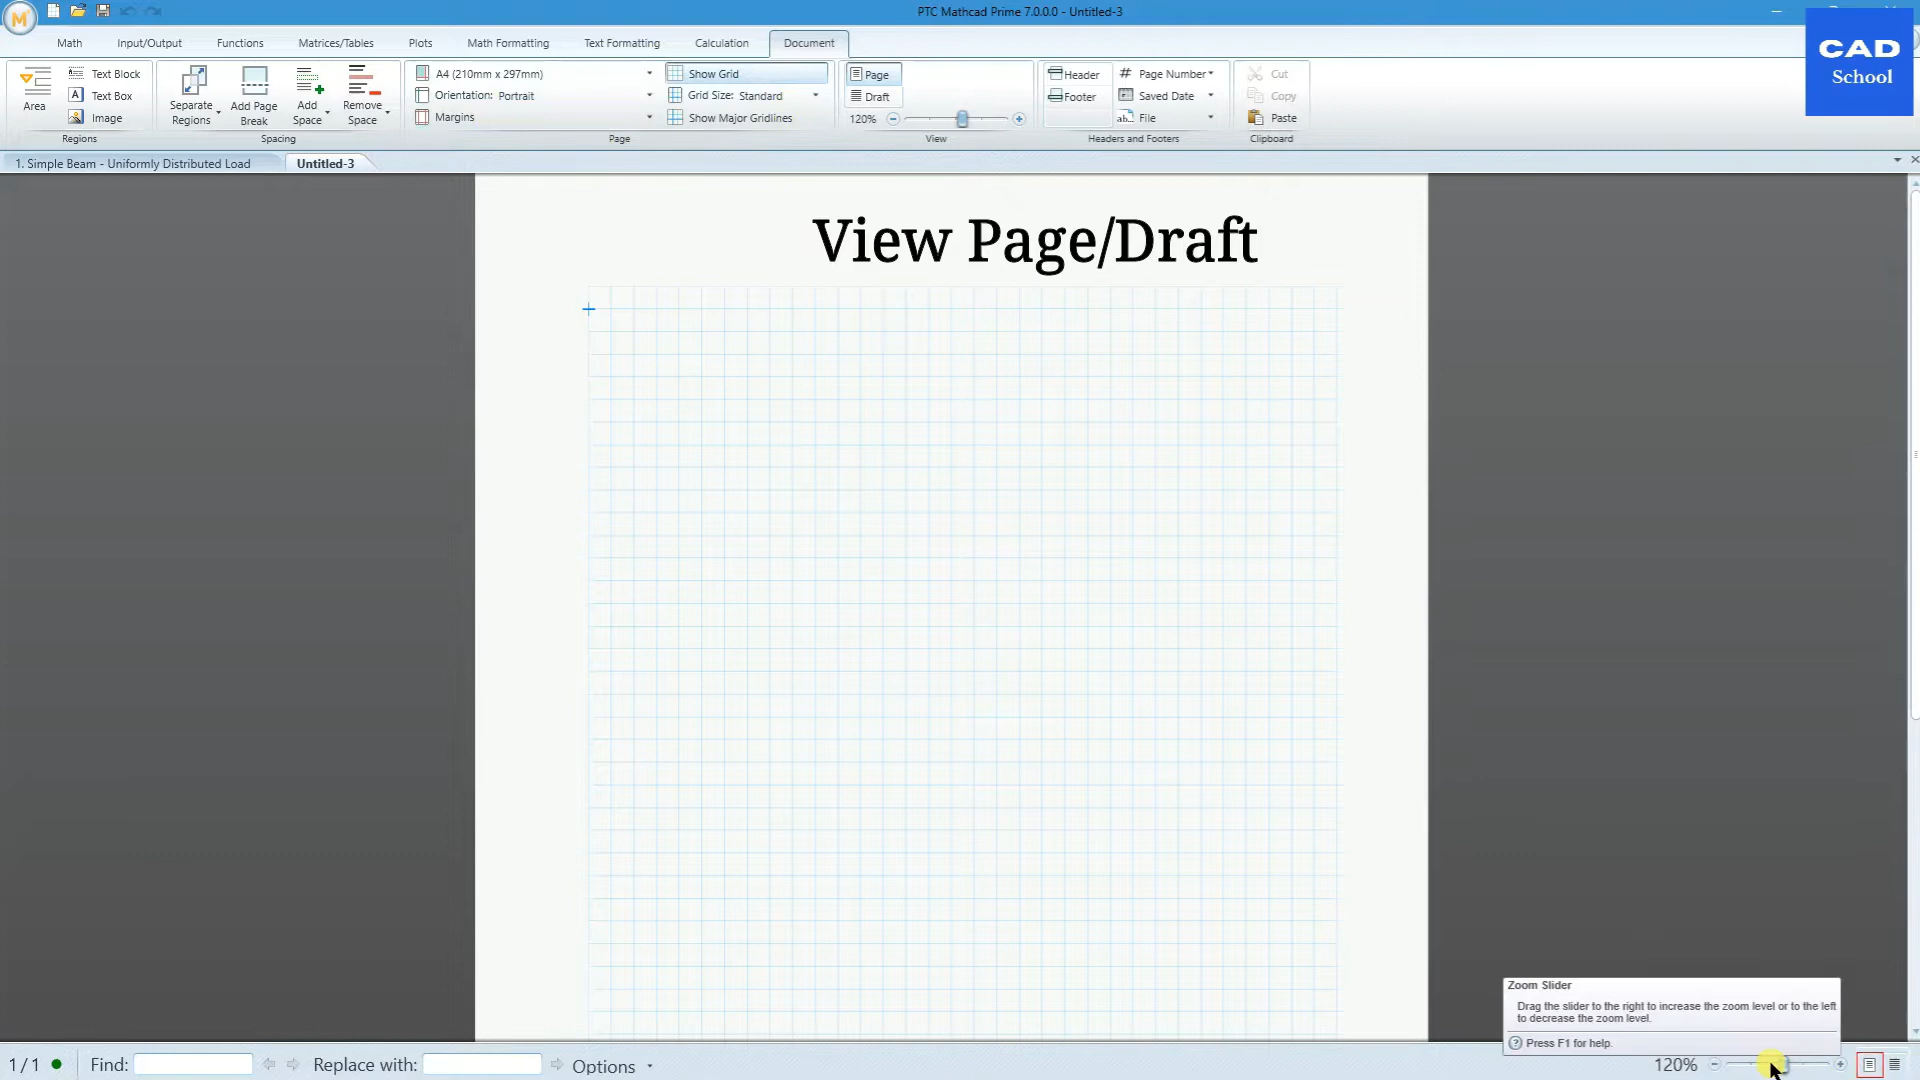 PTC Mathcad Prime 7.0.0.0 - Untitled-3
Math Input/Output Functions Matrices/Tables Plots Math Formatting Text Formatting Calculation Document
CAD
School
Area
Text Block
Text Box
Image
Regions
Separate Regions
Add Page Break
Add Space
Remove Space
Spacing
A4 (210mm x 297mm)
Orientation: Portrait
Margins
Show Grid
Grid Size: Standard
Show Major Gridlines
Page
Page
Draft
120%
View
Header
Footer
Page Number
Saved Date
File
Headers and Footers
Cut
Copy
Paste
Clipboard
1. Simple Beam - Uniformly Distributed Load Untitled-3
View Page/Draft
Zoom Slider
Drag the slider to the right to increase the zoom level or to the left
to decrease the zoom level.
Press F1 for help.
1 / 1 Find: Replace with: Options 120%